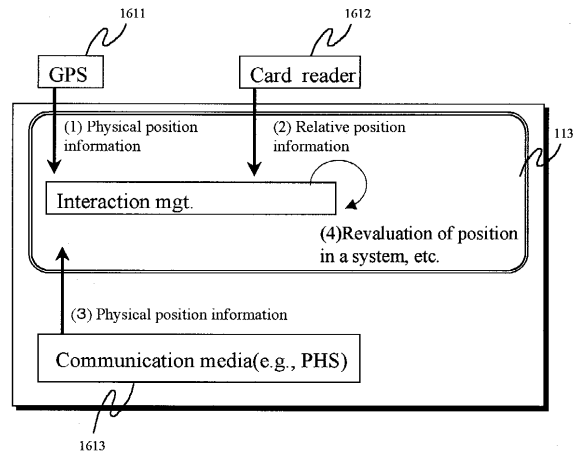 1611
1612
GPS
Card reader
(1) Physical position
information
(2) Relative position
information
113
Interaction mgt.
(4)Revaluation of position
in a system, etc.
(3) Physical position information
Communication media(e.g., PHS)
1613